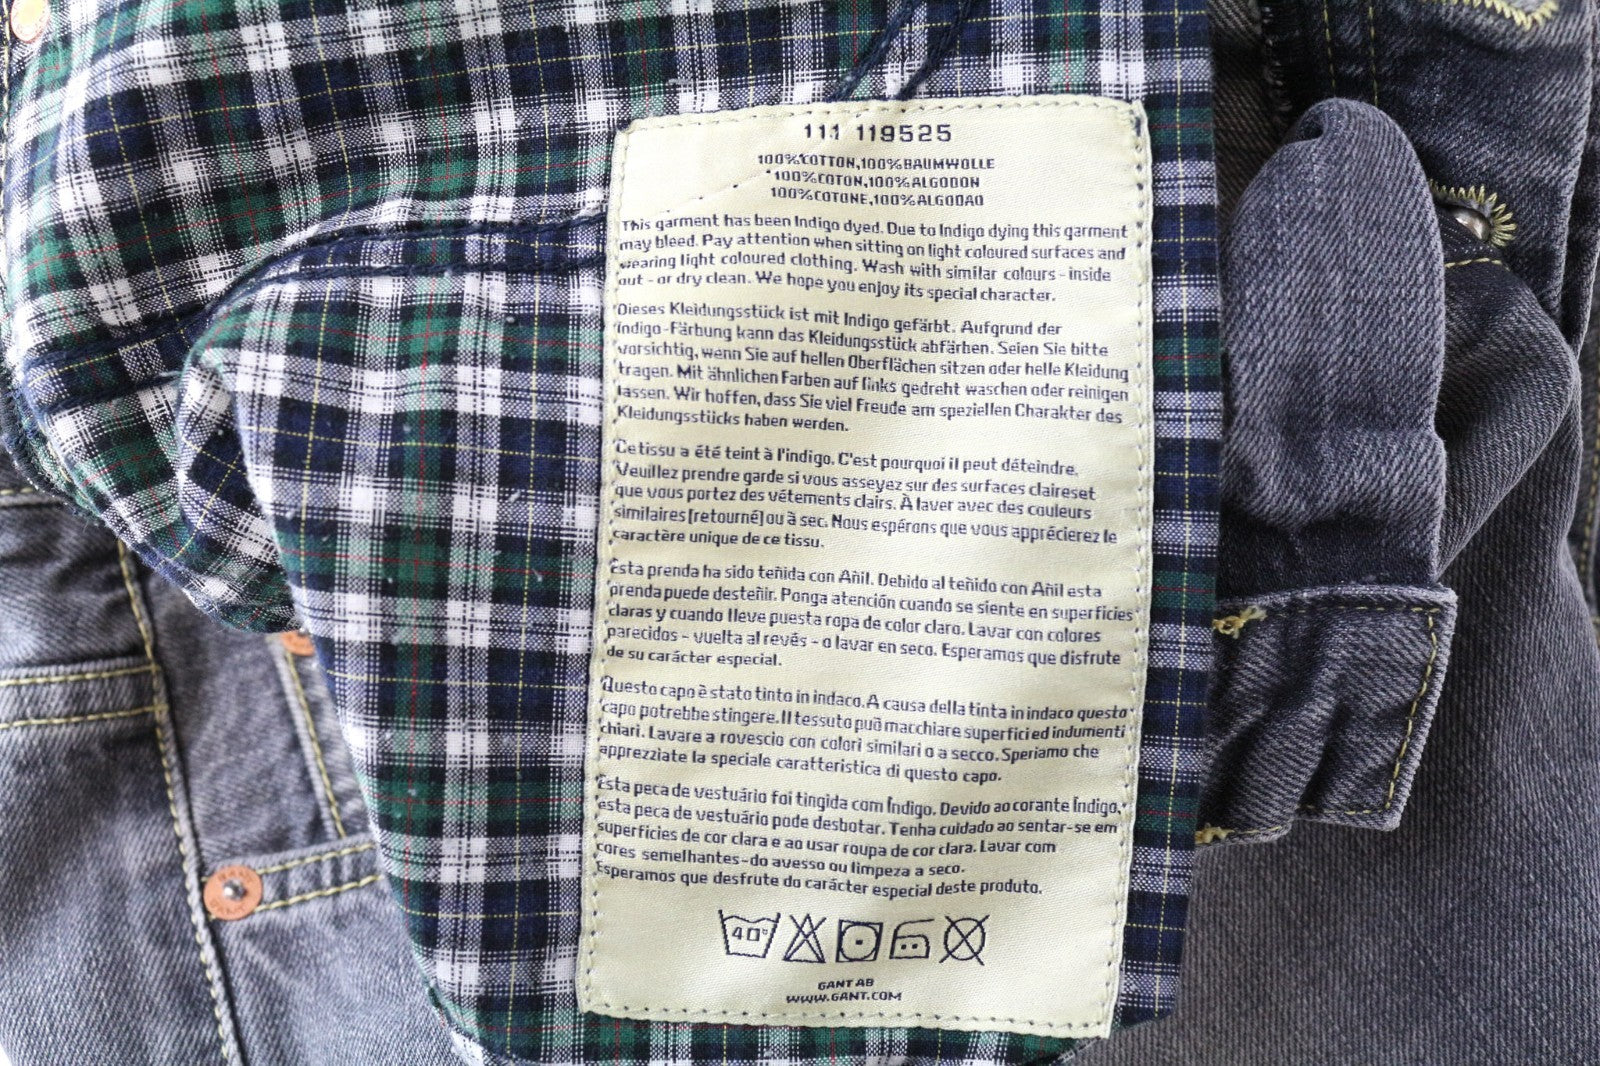 111 119525
100%COTTON,100%BAUMWOLLE
100%COTON,100%ALGODON
100%COTONE,100%ALGODAO
This garment has been Indigo dyed. Due to Indigo dying this garment
may bleed. Pay attention when sitting on light coloured surfaces and
wearing light coloured clothing. Wash with similar colours - inside
out - or dry clean. We hope you enjoy its special character.
Dieses Kleidungsstück ist mit Indigo gefärbt. Aufgrund der
Indigo-Färbung kann das Kleidungsstück abfärben. Seien Sie bitte
vorsichtig, wenn Sie auf hellen Oberflächen sitzen oder helle Kleidung
tragen. Mit ähnlichen Farben auf links gedreht waschen oder reinigen
lassen. Wir hoffen, dass Sie viel Freude am speziellen Charakter des
Kleidungsstücks haben werden.
Ce tissu a été teint à l'indigo. C'est pourquoi il peut déteindre.
Veuillez prendre garde si vous asseyez sur des surfaces claireset
que vous portez des vétements clairs. À laver avec des couleurs
similaires [retourné] ou à sec. Nous espérons que vous apprécierez le
caractère unique de ce tissu.
Esta prenda ha sido teñida con Añil. Debido al teñido con Añil esta
prenda puede desteñir. Ponga atención cuando se siente en superficies
claras y cuando lleve puesta ropa de color claro. Lavar con colores
parecidos - vuelta al revés - o lavar en seco. Esperamos que disfrute
de su carácter especial.
Questo capo è stato tinto in indaco. A causa della tinta in indaco questo
capo potrebbe stingere. Il tessuto può macchiare superfici ed indumenti
chiari. Lavare a rovescio con colori similari o a secco. Speriamo che
apprezziate la speciale caratteristica di questo capo.
Esta peca de vestuário foi tingida com Índigo. Devido ao corante Índigo,
esta peca de vestuário pode desbotar. Tenha cuidado ao sentar-se em
superfícies de cor clara e ao usar roupa de cor clara. Lavar com
cores semelhantes-do avesso ou limpeza a seco.
Esperamos que desfrute do carácter especial deste produto.
40°
GANT AB
WWW.GANT.COM